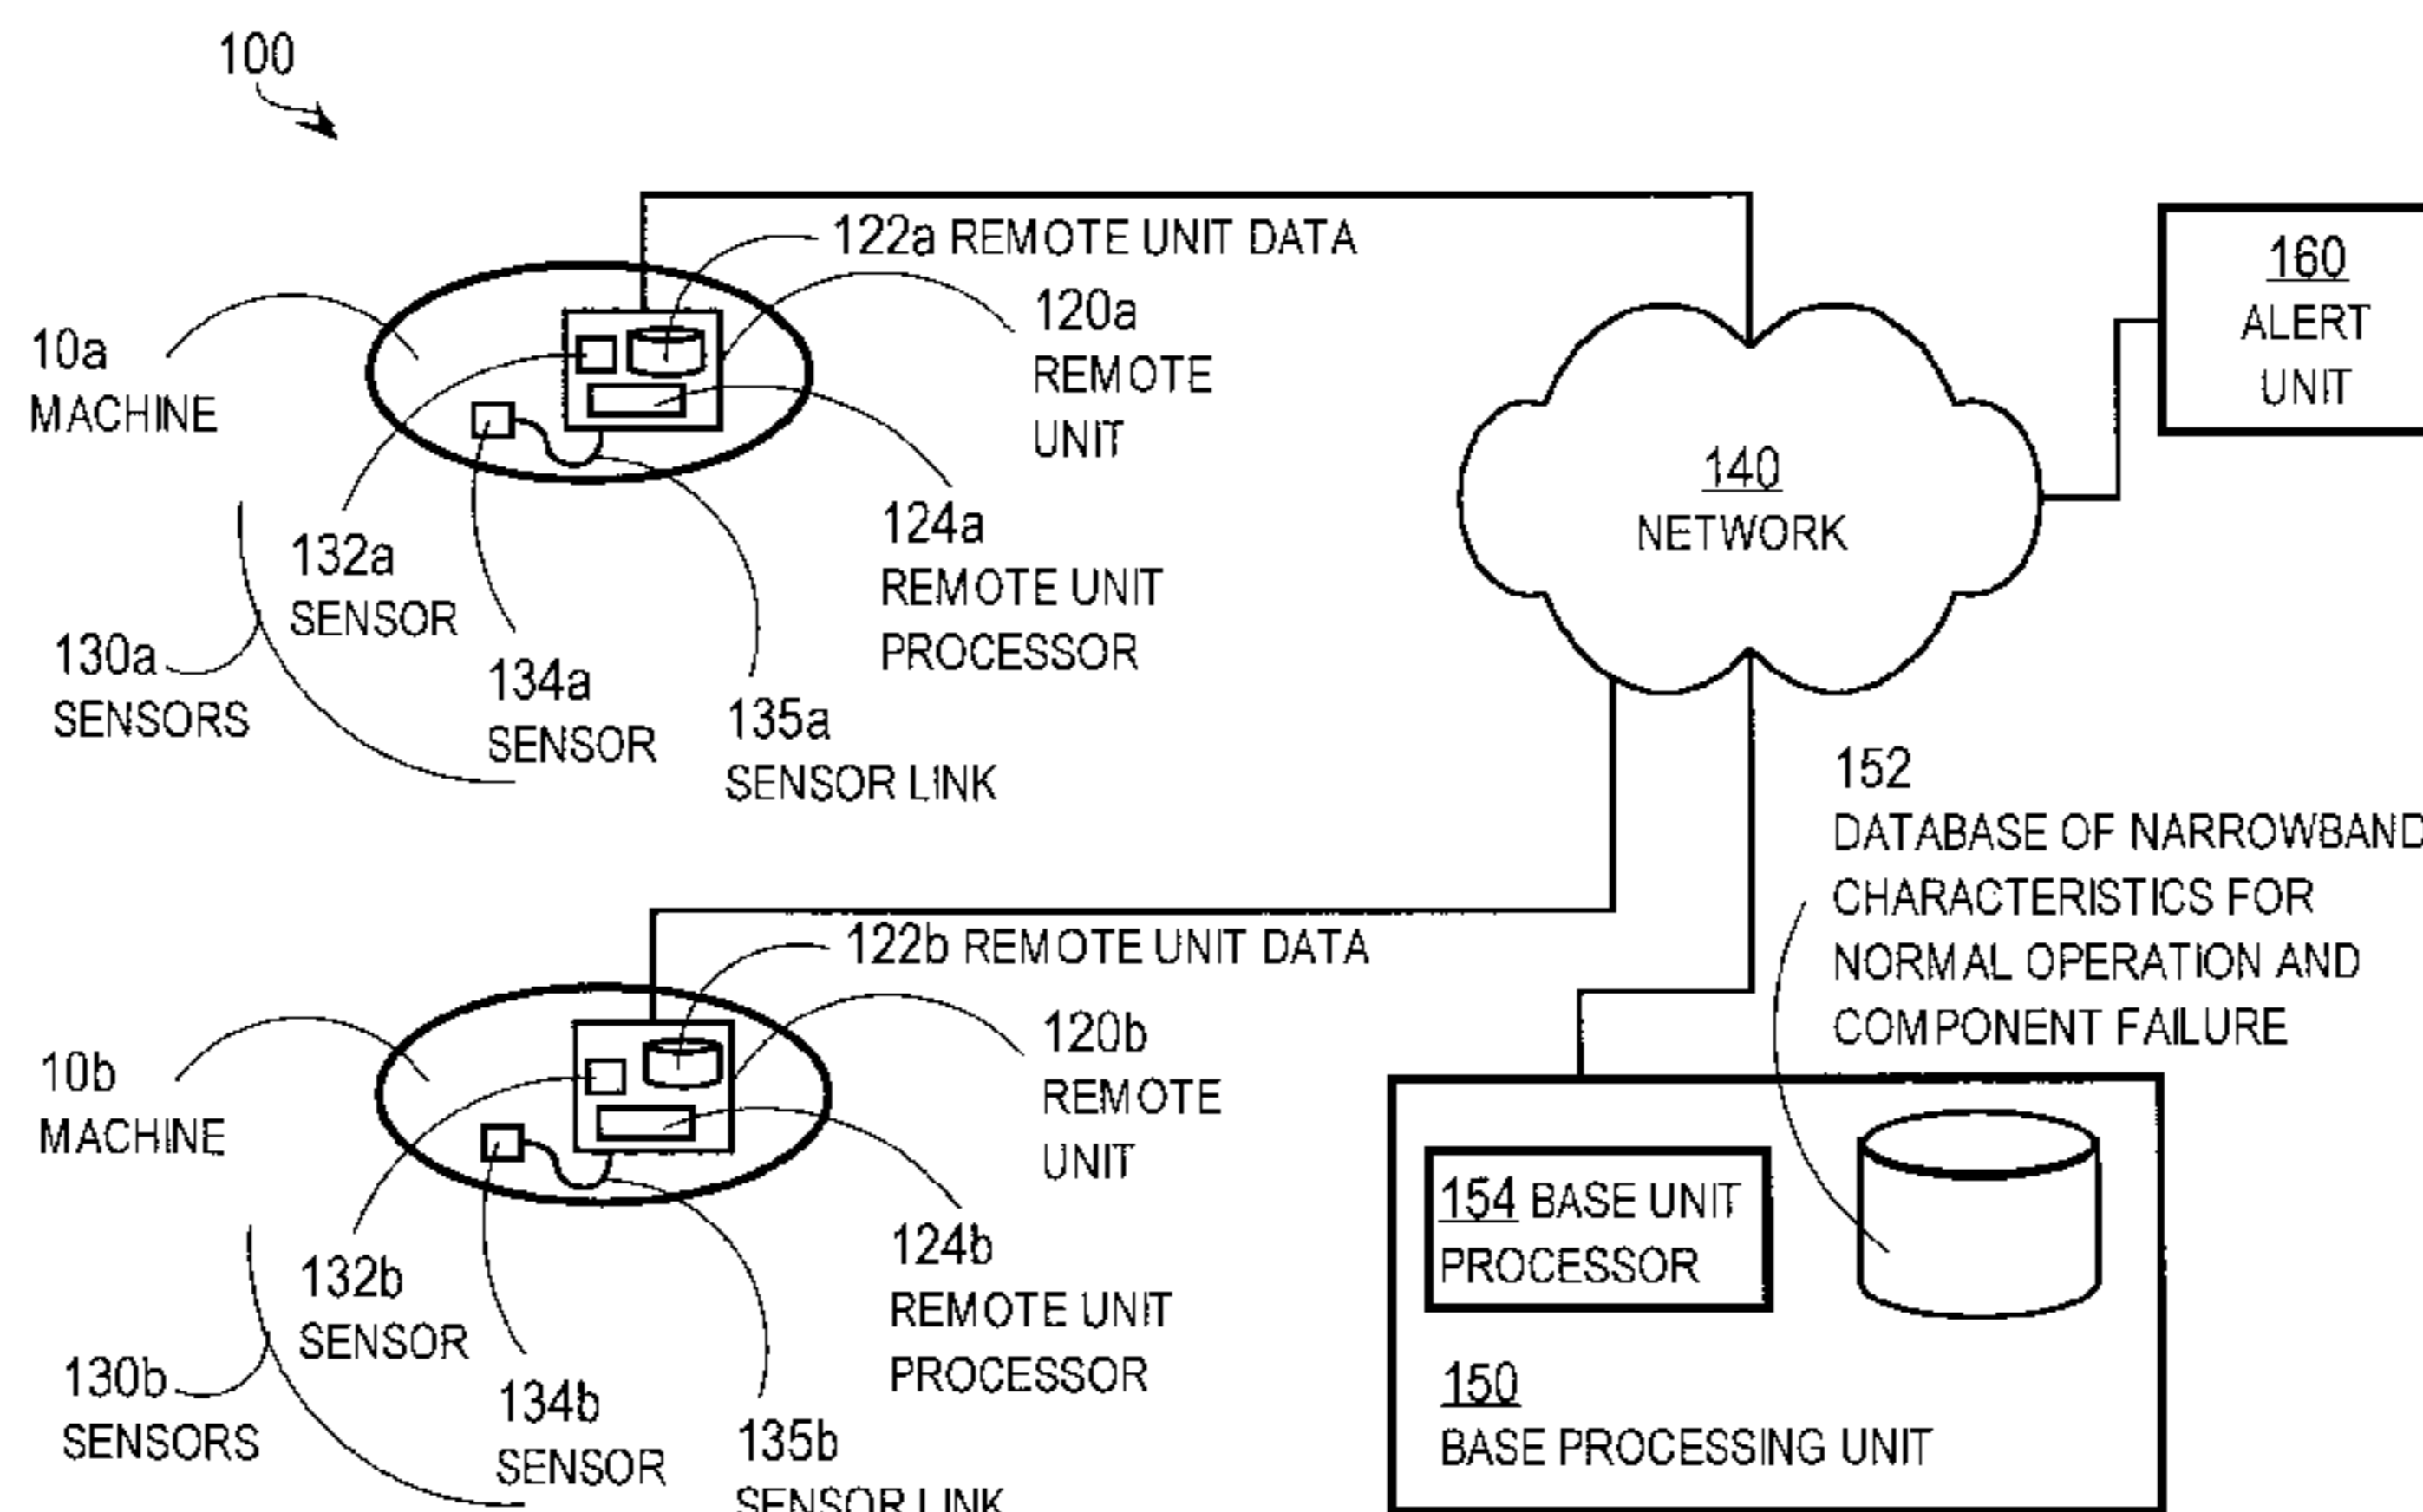 100
122a REMOTE UNIT DATA
120a
REMOTE
UNIT
10a
MACHINE
160
ALERT
UNIT
140
NETWORK
132a
SENSOR
124a
REMOTE UNIT
PROCESSOR
130a
SENSORS
134a
SENSOR
135a
SENSOR LINK
152
DATABASE OF NARROWBAND
CHARACTERISTICS FOR
NORMAL OPERATION AND
COMPONENT FAILURE
122b REMOTE UNIT DATA
120b
REMOTE
UNIT
10b
MACHINE
154 BASE UNIT
PROCESSOR
132b
SENSOR
124b
REMOTE UNIT
PROCESSOR
130b
SENSORS
134b
SENSOR
135b
SENSOR LINK
150
BASE PROCESSING UNIT